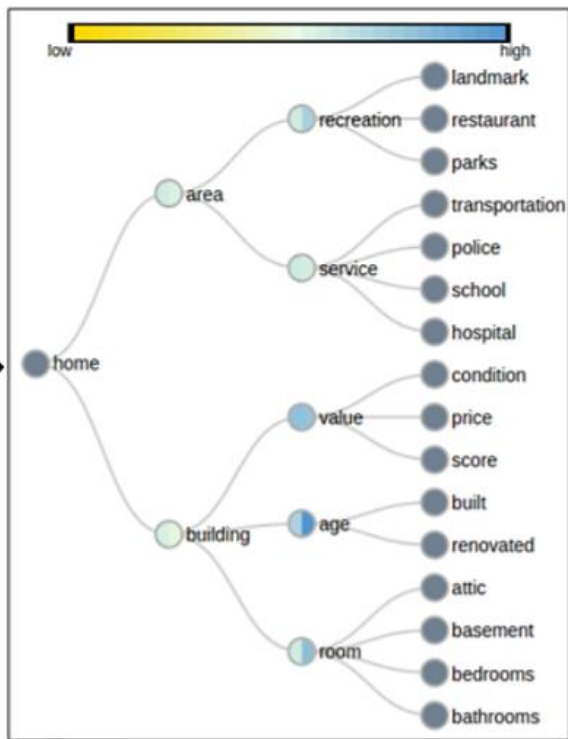 low
high
landmark
recreation
restaurant
parks
area
transportation
police
service
school
hospital
home
condition
value
price
score
built
age
building
renovated
attic
basement
room
bedrooms
bathrooms